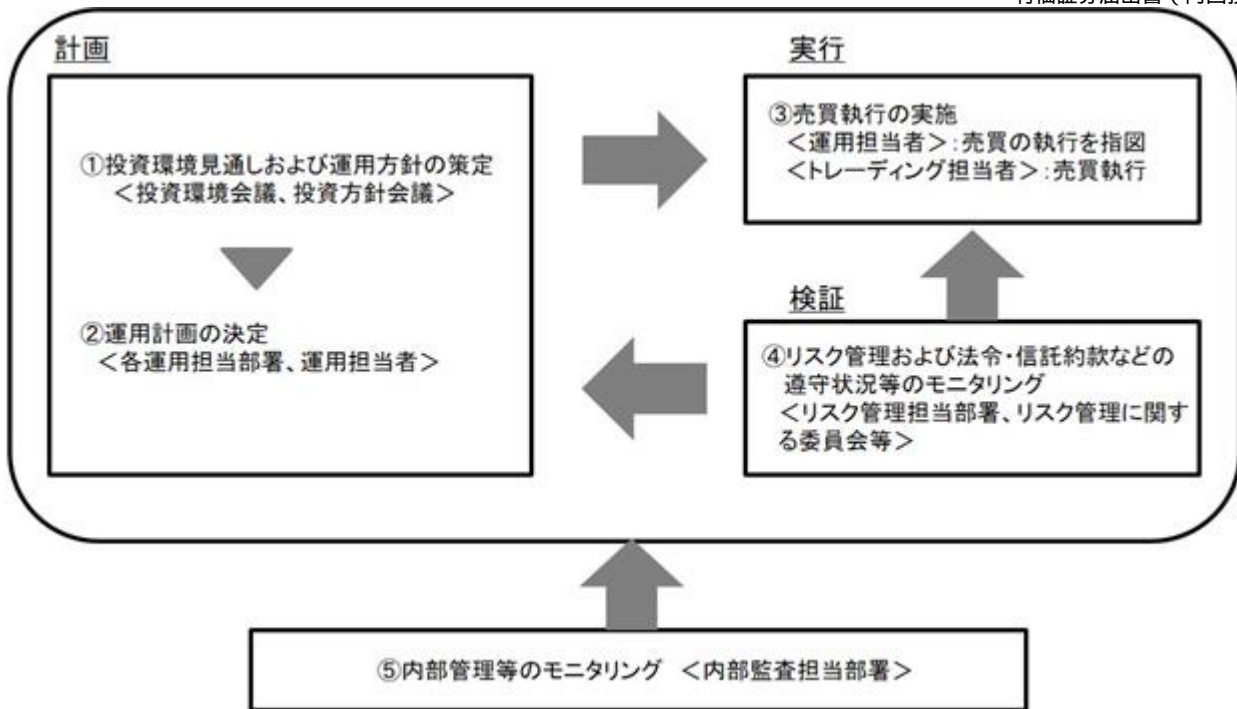 計画
①投資環境見通しおよび運用方針の策定
<投資環境会議、投資方針会議>
②運用計画の決定
<各運用担当部署、運用担当者>
実行
③売買執行の実施
<運用担当者>:売買の執行を指図
<トレーディング担当者>:売買執行
検証
④リスク管理および法令・信託約款などの
遵守状況等のモニタリング
<リスク管理担当部署、リスク管理に関す
る委員会等>
⑤内部管理等のモニタリング <内部監査担当部署>